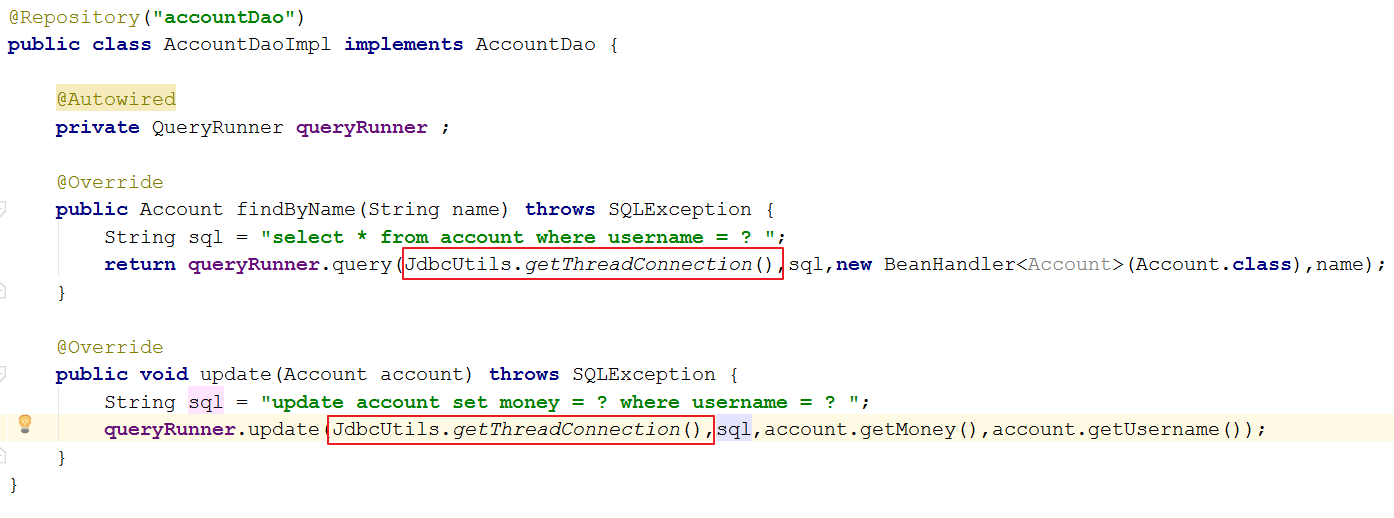 @Repository("accountDao")
public class AccountDaoImpl implements AccountDao {
@Autowired
private QueryRunner queryRunner ;
@Override
public Account findByName(String name) throws SQLException {
String sql = "select * from account where username = ? ";
return queryRunner.query(JdbcUtils.getThreadConnection(),sql,new BeanHandler<Account>(Account.class),name);
}
@Override
public void update(Account account) throws SQLException {
String sql = "update account set money = ? where username = ? ";
queryRunner.update(JdbcUtils.getThreadConnection(),sql,account.getMoney(),account.getUsername());
}
}